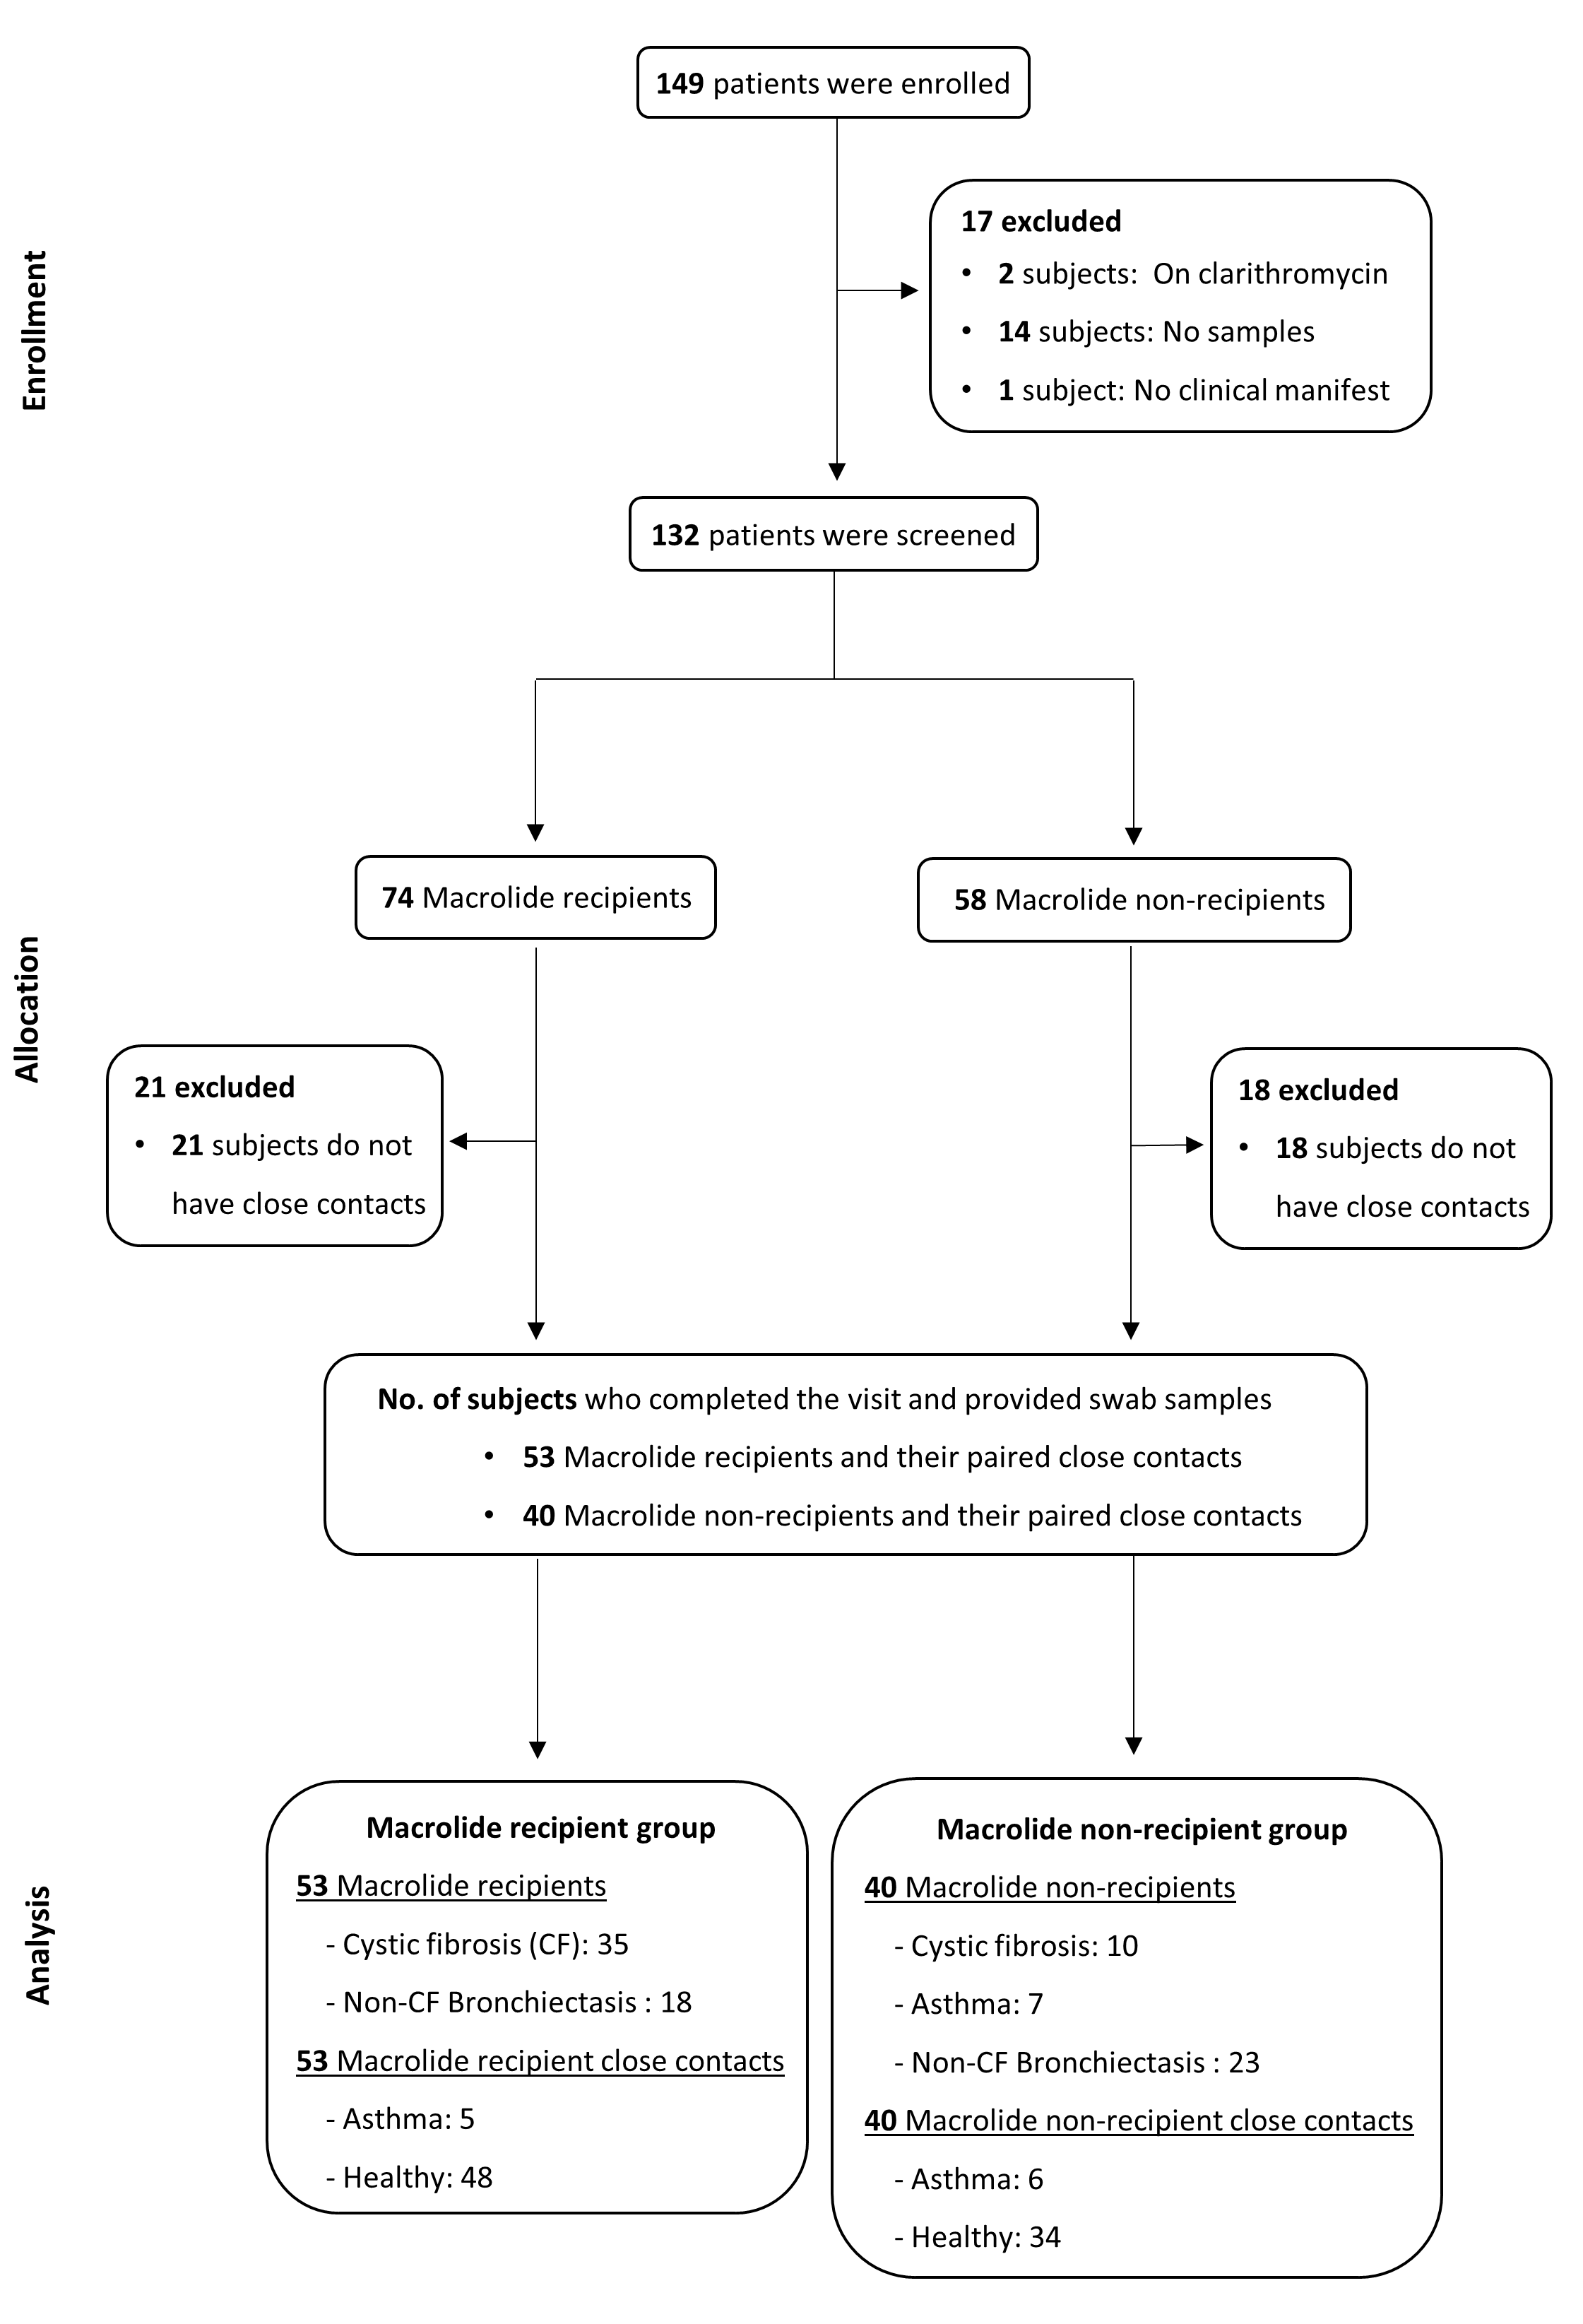 149 patients were enrolled
Enrollment
17 excluded
• 2 subjects:  On clarithromycin
• 14 subjects: No samples
• 1 subject: No clinical manifest
132 patients were screened
74 Macrolide recipients
58 Macrolide non-recipients
Allocation
21 excluded
• 21 subjects do not
have close contacts
18 excluded
• 18 subjects do not
have close contacts
No. of subjects who completed the visit and provided swab samples
• 53 Macrolide recipients and their paired close contacts
• 40 Macrolide non-recipients and their paired close contacts
Analysis
Macrolide recipient group
53 Macrolide recipients
- Cystic fibrosis (CF): 35
- Non-CF Bronchiectasis : 18
53 Macrolide recipient close contacts
- Asthma: 5
- Healthy: 48
Macrolide non-recipient group
40 Macrolide non-recipients
- Cystic fibrosis: 10
- Asthma: 7
- Non-CF Bronchiectasis : 23
40 Macrolide non-recipient close contacts
- Asthma: 6
- Healthy: 34